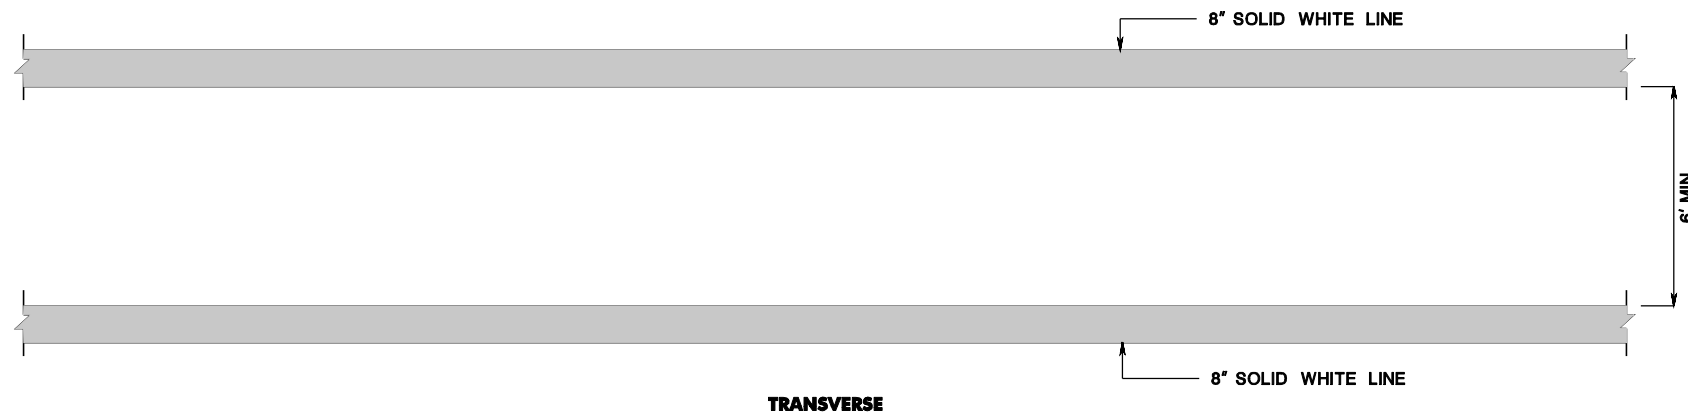 8" SOLID WHITE LINE
6' MIN
8" SOLID WHITE LINE
TRANSVERSE